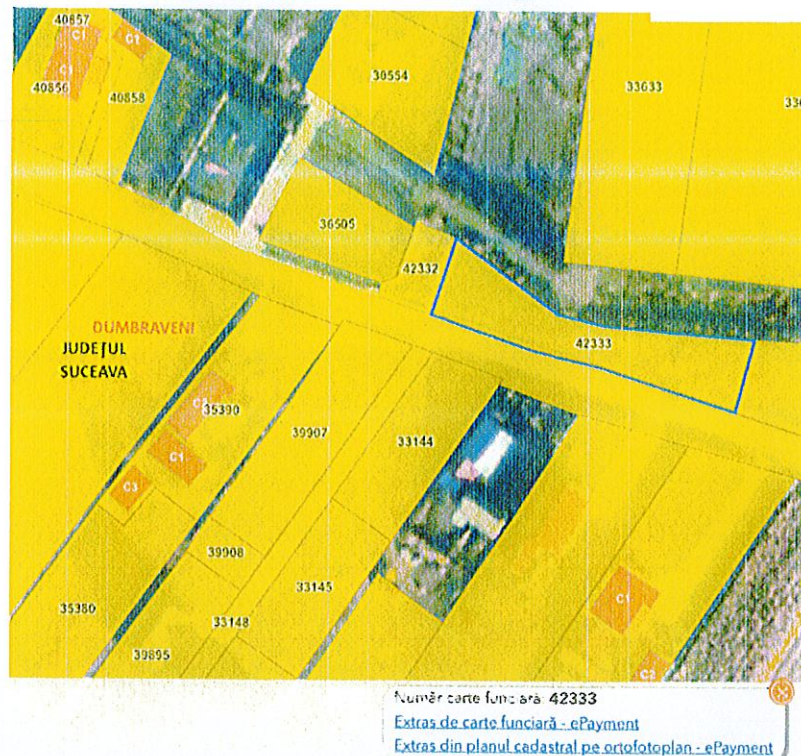 40857
C1
C1
30554
33633
C1
40856
40858
36505
42332
DUMBRAVENI
JUDEȚUL
SUCEAVA
42333
35390
C1
39907
33144
C3
39908
33145
35380
33148
39895
C1
C2
Număr carte funciară: 42333
Extras de carte funciară - ePayment
Extras din planul cadastral pe ortofotoplan - ePayment